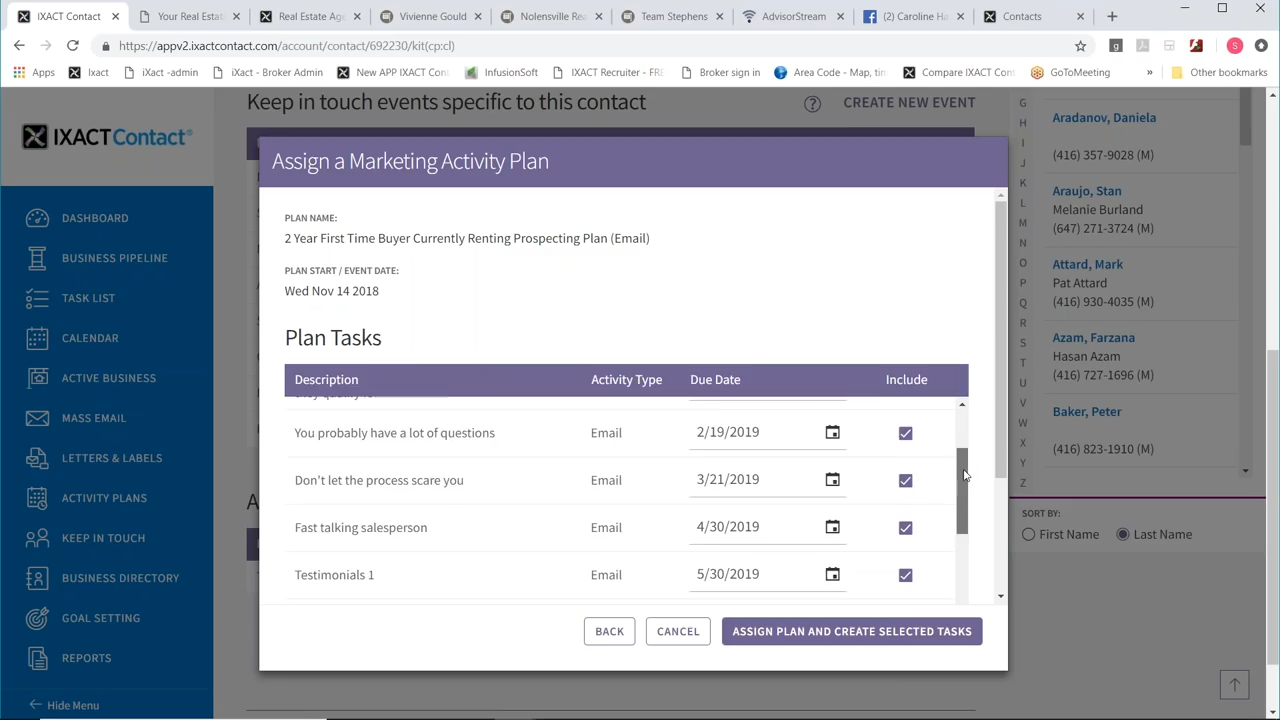 IXACT Contact
Your Real Estat
Real Estate Age
Vivienne Gould
Nolensville Rea
Team Stephens
AdvisorStream
(2) Caroline Ha
Contacts
https://appv2.ixactcontact.com/account/contact/692230/kit(cp:cl)
Apps
Ixact
iXact -admin
iXact - Broker Admin
New APP IXACT Con
InfusionSoft
IXACT Recruiter - FRE
Broker sign in
Area Code - Map, tim
Compare IXACT Cont
GoToMeeting
»
Other bookmarks
IXACTContact®
DASHBOARD
BUSINESS PIPELINE
TASK LIST
CALENDAR
ACTIVE BUSINESS
MASS EMAIL
LETTERS & LABELS
ACTIVITY PLANS
KEEP IN TOUCH
BUSINESS DIRECTORY
GOAL SETTING
REPORTS
Hide Menu
Keep in touch events specific to this contact
CREATE NEW EVENT
Assign a Marketing Activity Plan
PLAN NAME:
2 Year First Time Buyer Currently Renting Prospecting Plan (Email)
PLAN START / EVENT DATE:
Wed Nov 14 2018
Plan Tasks
Description Activity Type Due Date Include
they qualify for
You probably have a lot of questions Email 2/19/2019
Don't let the process scare you Email 3/21/2019
Fast talking salesperson Email 4/30/2019
Testimonials 1 Email 5/30/2019
BACK
CANCEL
ASSIGN PLAN AND CREATE SELECTED TASKS
G
H
I
J
K
L
M
N
O
P
Q
R
S
T
U
V
W
X
Y
Z
Aradanov, Daniela
(416) 357-9028 (M)
Araujo, Stan
Melanie Burland
(647) 271-3724 (M)
Attard, Mark
Pat Attard
(416) 930-4035 (M)
Azam, Farzana
Hasan Azam
(416) 727-1696 (M)
Baker, Peter
(416) 823-1910 (M)
SORT BY:
First Name
Last Name